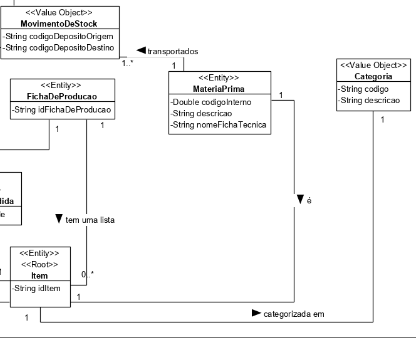 <<Value Object>>
MovimentoDeStock
-String codigoDepositoOrigem
-String codigoDepositoDestino
transportados
1..*
1
<<Value Object>>
Categoria
-String codigo
-String descricao
1
<<Entity>>
FichaDeProducao
-String idFichaDeProducao
1
1
<<Entity>>
MateriaPrima
-Double codigoInterno
-String descricao
-String nomeFichaTecnica
1
é
lida
de
tem uma lista
<<Entity>>
<<Root>>
Item
-String idItem
0..*
1
1
1
categorizada em